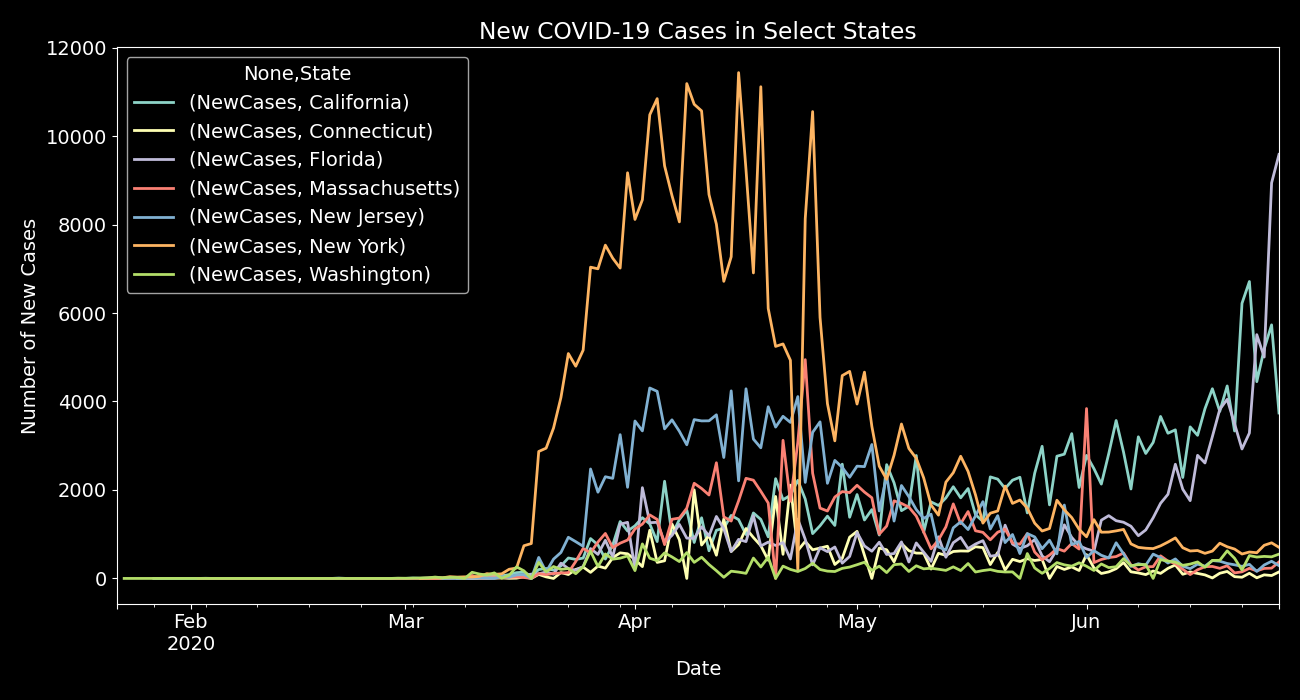 New COVID-19 Cases in Select States
12000
10000
8000
6000
4000
2000
0
Number of New Cases
None,State
(NewCases, California)
(NewCases, Connecticut)
(NewCases, Florida)
(NewCases, Massachusetts)
(NewCases, New Jersey)
(NewCases, New York)
(NewCases, Washington)
Feb Mar Apr May Jun
2020
Date